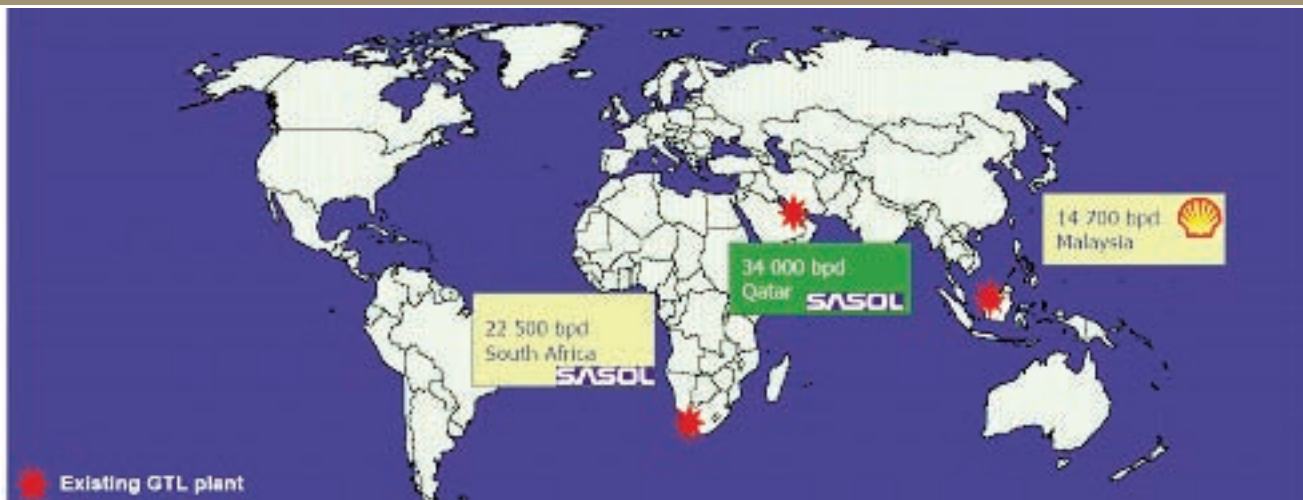 14 700 bpd
Malaysia
34 000 bpd
Qatar
SASOL
22 500 bpd
South Africa
SASOL
Existing GTL plant